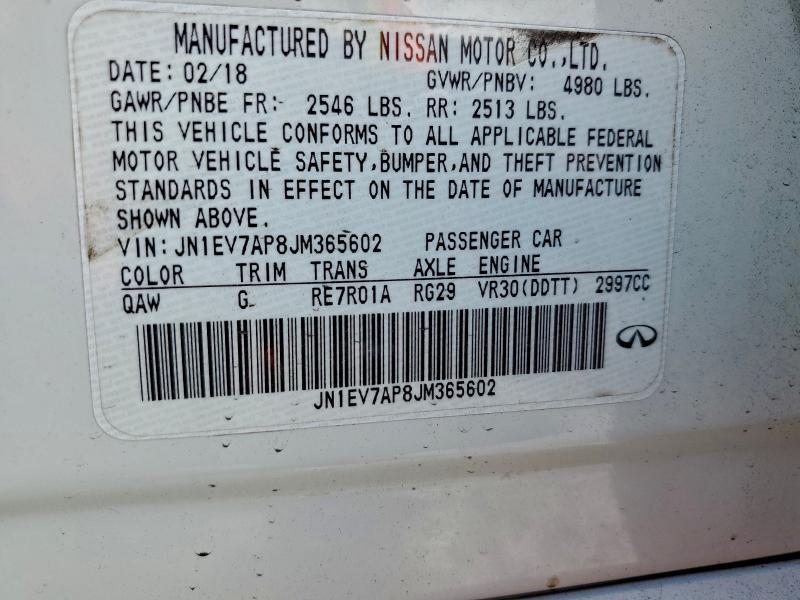 MANUFACTURED BY NISSAN MOTOR CO.,LTD.
DATE: 02/18 GVWR/PNBV: 4980 LBS.
GAWR/PNBE FR: 2546 LBS. RR: 2513 LBS.
THIS VEHICLE CONFORMS TO ALL APPLICABLE FEDERAL
MOTOR VEHICLE SAFETY,BUMPER,AND THEFT PREVENTION
STANDARDS IN EFFECT ON THE DATE OF MANUFACTURE
SHOWN ABOVE.
VIN: JN1EV7AP8JM365602 PASSENGER CAR
COLOR TRIM TRANS AXLE ENGINE
QAW G RE7R01A RG29 VR30(DDTT) 2997CC
JN1EV7AP8JM365602